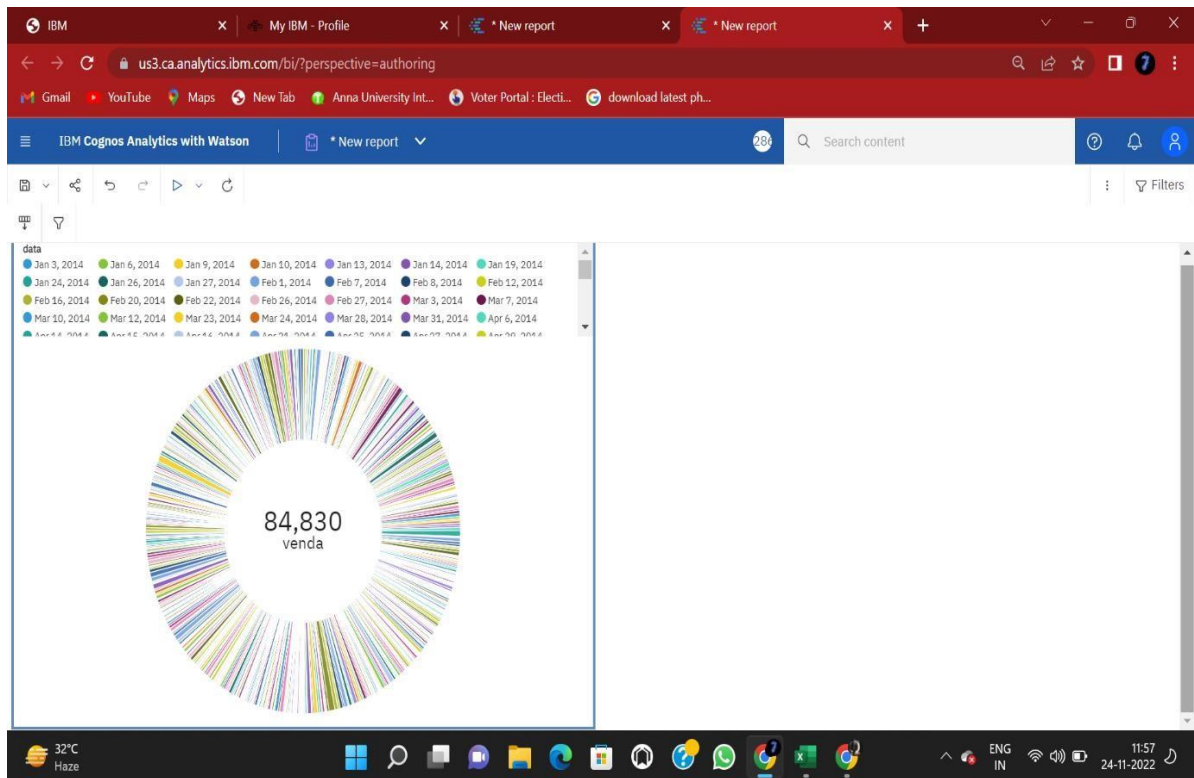 IBM
My IBM - Profile
* New report
* New report
us3.ca.analytics.ibm.com/bi/?perspective=authoring
Gmail YouTube Maps New Tab Anna University Int... Voter Portal : Electi... download latest ph...
IBM Cognos Analytics with Watson * New report Search content
Filters
data
Jan 3, 2014 Jan 6, 2014 Jan 9, 2014 Jan 10, 2014 Jan 13, 2014 Jan 14, 2014 Jan 19, 2014
Jan 24, 2014 Jan 26, 2014 Jan 27, 2014 Feb 1, 2014 Feb 7, 2014 Feb 8, 2014 Feb 12, 2014
Feb 16, 2014 Feb 20, 2014 Feb 22, 2014 Feb 26, 2014 Feb 27, 2014 Mar 3, 2014 Mar 7, 2014
Mar 10, 2014 Mar 12, 2014 Mar 23, 2014 Mar 24, 2014 Mar 28, 2014 Mar 31, 2014 Apr 6, 2014
84,830
venda
32°C
Haze
ENG
IN
11:57
24-11-2022